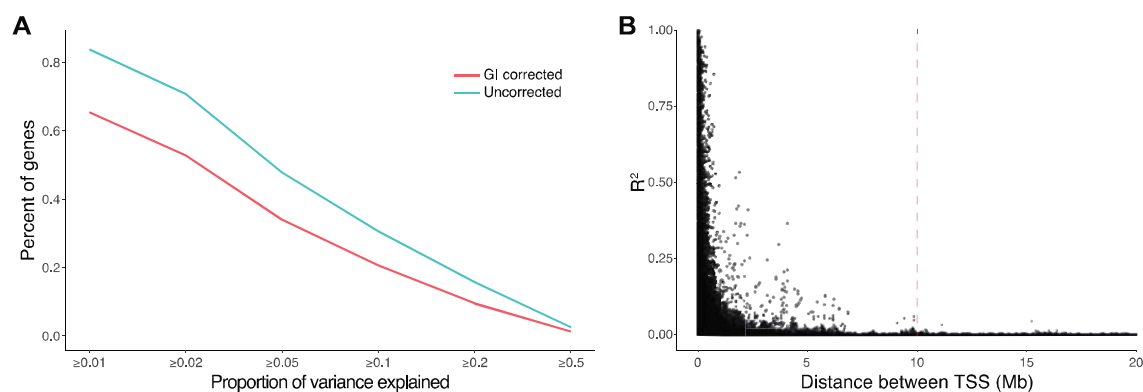 A
Percent of genes
0.8
0.6
0.4
0.2
0.0
GI corrected
Uncorrected
≥0.01 ≥0.02 ≥0.05 ≥0.1 ≥0.2 ≥0.5
Proportion of variance explained
B
R²
1.00
0.75
0.50
0.25
0.00
0 5 10 15 20
Distance between TSS (Mb)